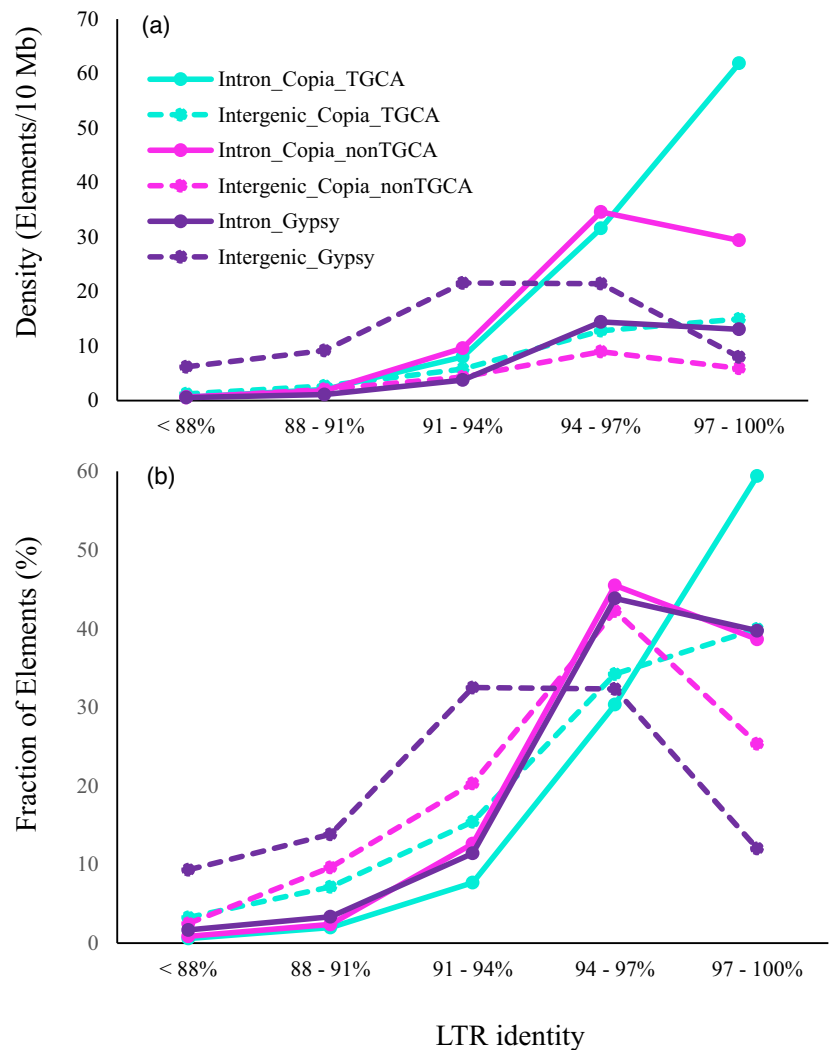 (a)
Density (Elements/10 Mb)
70
60
50
40
30
20
10
0
Intron_Copia_TGCA
Intergenic_Copia_TGCA
Intron_Copia_nonTGCA
Intergenic_Copia_nonTGCA
Intron_Gypsy
Intergenic_Gypsy
< 88%
88 - 91%
91 - 94%
94 - 97%
97 - 100%
(b)
Fraction of Elements (%)
60
50
40
30
20
10
0
< 88%
88 - 91%
91 - 94%
94 - 97%
97 - 100%
LTR identity